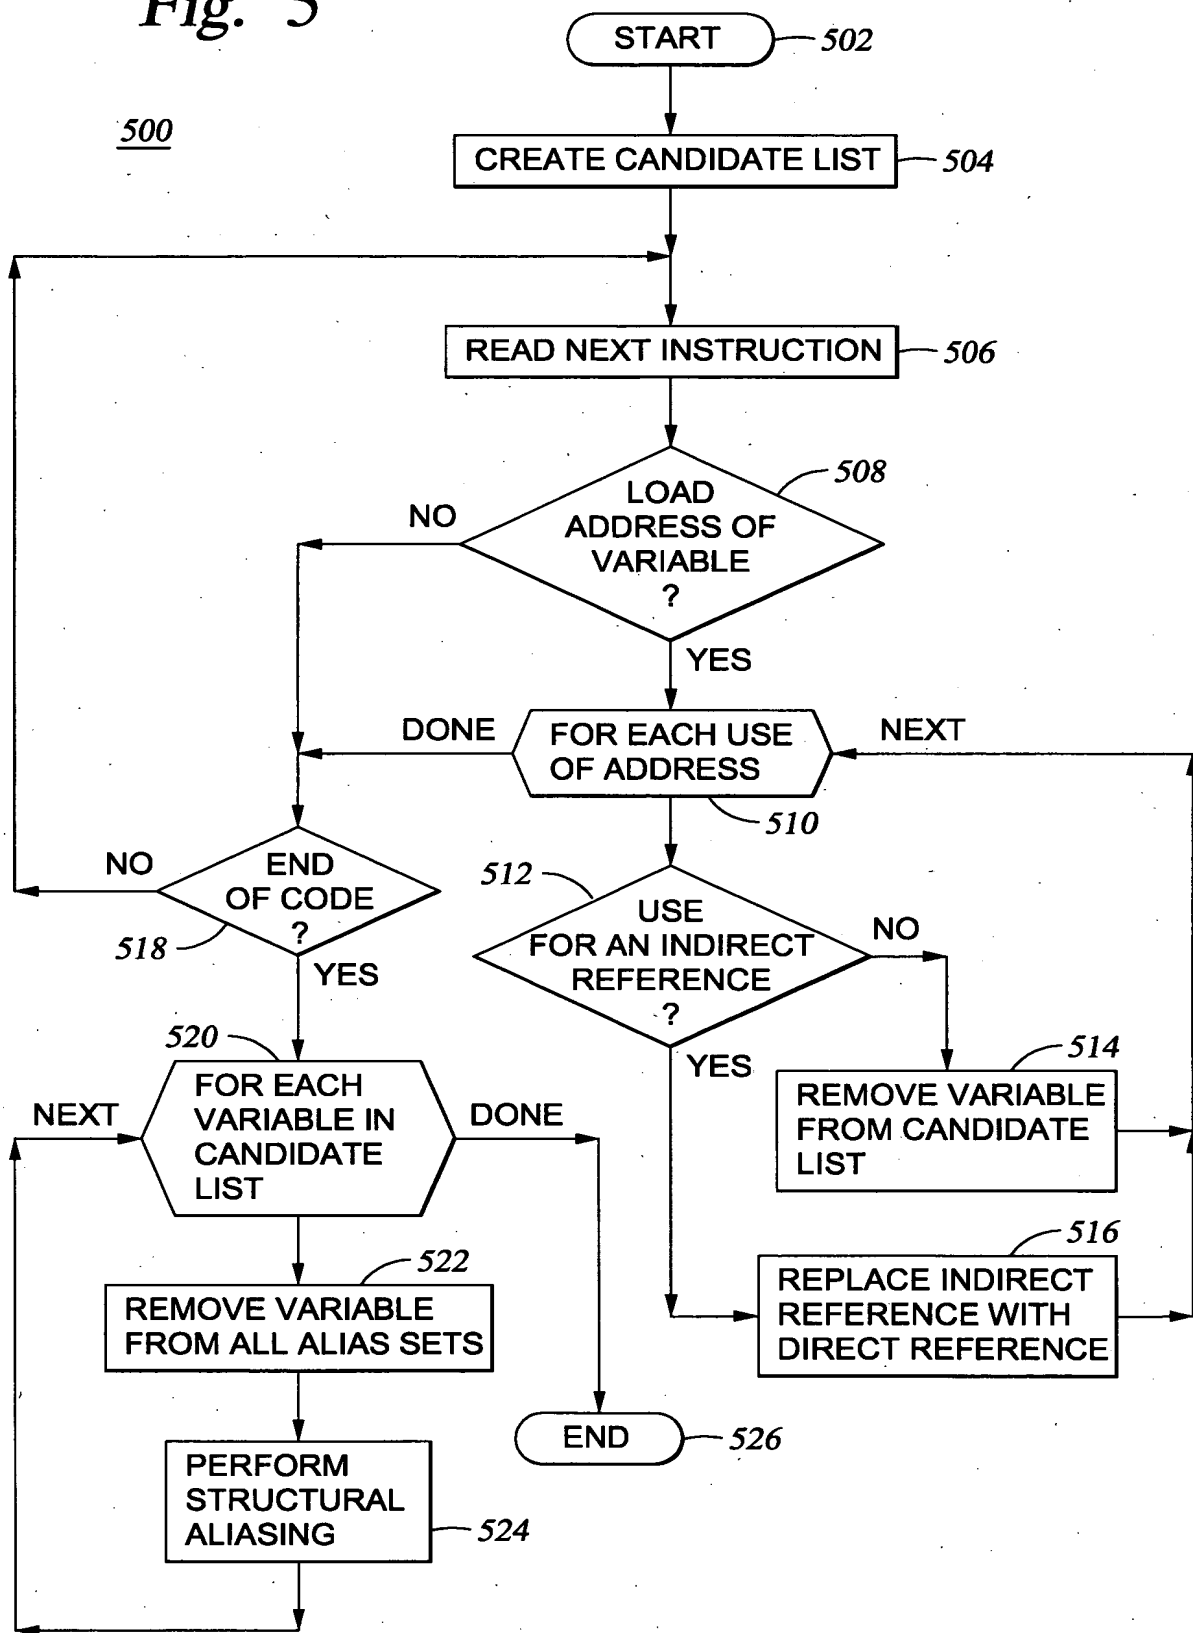 Fig. 5
START
502
500
CREATE CANDIDATE LIST
504
READ NEXT INSTRUCTION
506
508
LOAD
ADDRESS OF
VARIABLE
?
NO
YES
DONE
FOR EACH USE
OF ADDRESS
NEXT
510
NO
END
OF CODE
?
518
YES
512
USE
FOR AN INDIRECT
REFERENCE
?
NO
YES
514
REMOVE VARIABLE
FROM CANDIDATE
LIST
520
FOR EACH
VARIABLE IN
CANDIDATE
LIST
NEXT
DONE
516
REPLACE INDIRECT
REFERENCE WITH
DIRECT REFERENCE
522
REMOVE VARIABLE
FROM ALL ALIAS SETS
END
526
PERFORM
STRUCTURAL
ALIASING
524